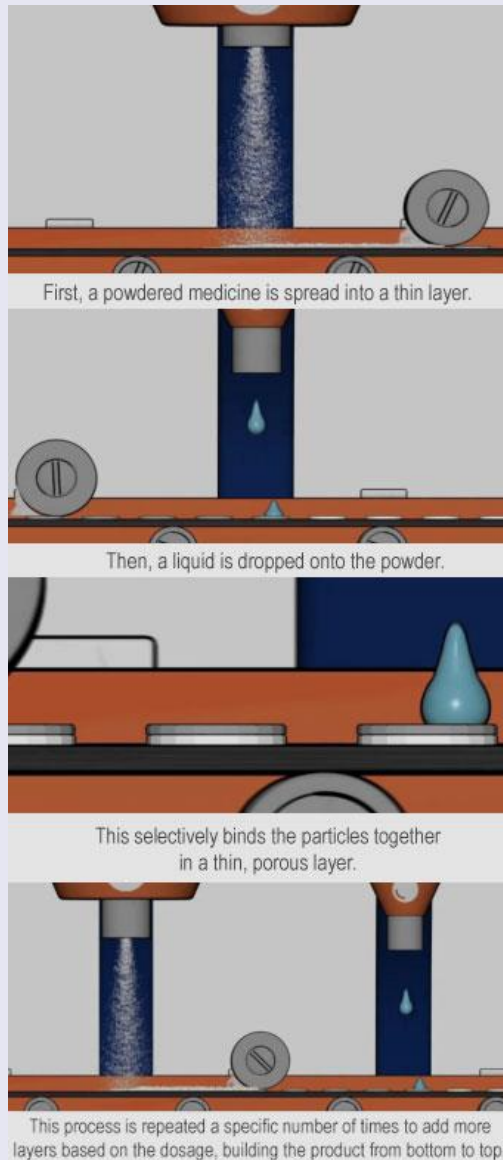 First, a powdered medicine is spread into a thin layer.
Then, a liquid is dropped onto the powder.
This selectively binds the particles together
in a thin, porous layer.
This process is repeated a specific number of times to add more
layers based on the dosage, building the product from bottom to top